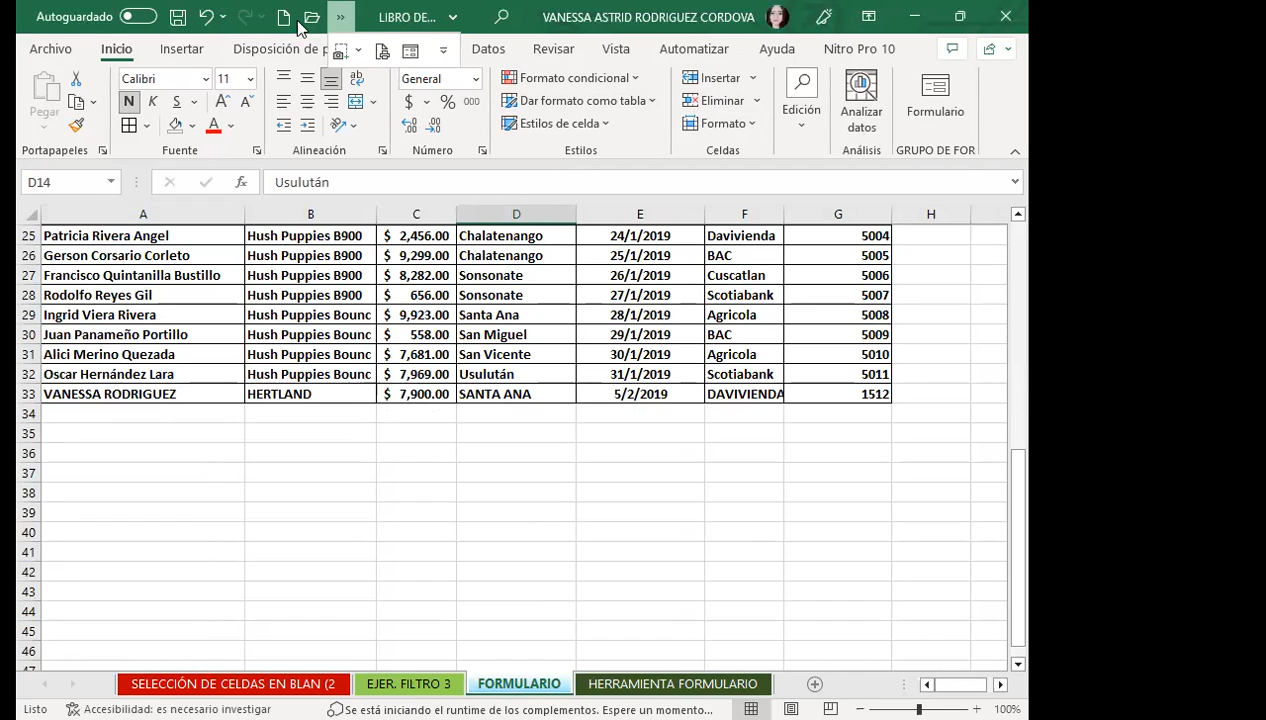 Autoguardado LIBRO DE... VANESSA ASTRID RODRIGUEZ CORDOVA
Archivo Inicio Insertar Disposición de p Datos Revisar Vista Automatizar Ayuda Nitro Pro 10
Pegar Calibri 11 General Formato condicional Insertar Edición Analizar datos Formulario
N K S $ % 000 Dar formato como tabla Eliminar
Estilos de celda Formato
Portapapeles Fuente Alineación Número Estilos Celdas Análisis GRUPO DE FOR
D14 fx Usulután
A B C D E F G H
25 Patricia Rivera Angel Hush Puppies B900 $ 2,456.00 Chalatenango 24/1/2019 Davivienda 5004
26 Gerson Corsario Corleto Hush Puppies B900 $ 9,299.00 Chalatenango 25/1/2019 BAC 5005
27 Francisco Quintanilla Bustillo Hush Puppies B900 $ 8,282.00 Sonsonate 26/1/2019 Cuscatlan 5006
28 Rodolfo Reyes Gil Hush Puppies B900 $ 656.00 Sonsonate 27/1/2019 Scotiabank 5007
29 Ingrid Viera Rivera Hush Puppies Bounc $ 9,923.00 Santa Ana 28/1/2019 Agricola 5008
30 Juan Panameño Portillo Hush Puppies Bounc $ 558.00 San Miguel 29/1/2019 BAC 5009
31 Alici Merino Quezada Hush Puppies Bounc $ 7,681.00 San Vicente 30/1/2019 Agricola 5010
32 Oscar Hernández Lara Hush Puppies Bounc $ 7,969.00 Usulután 31/1/2019 Scotiabank 5011
33 VANESSA RODRIGUEZ HERTLAND $ 7,900.00 SANTA ANA 5/2/2019 DAVIVIENDA 1512
34
35
36
37
38
39
40
41
42
43
44
45
46
47
SELECCIÓN DE CELDAS EN BLAN (2 EJER. FILTRO 3 FORMULARIO HERRAMIENTA FORMULARIO
Listo Accesibilidad: es necesario investigar Se está iniciando el runtime de los complementos. Espere un momento... 100%